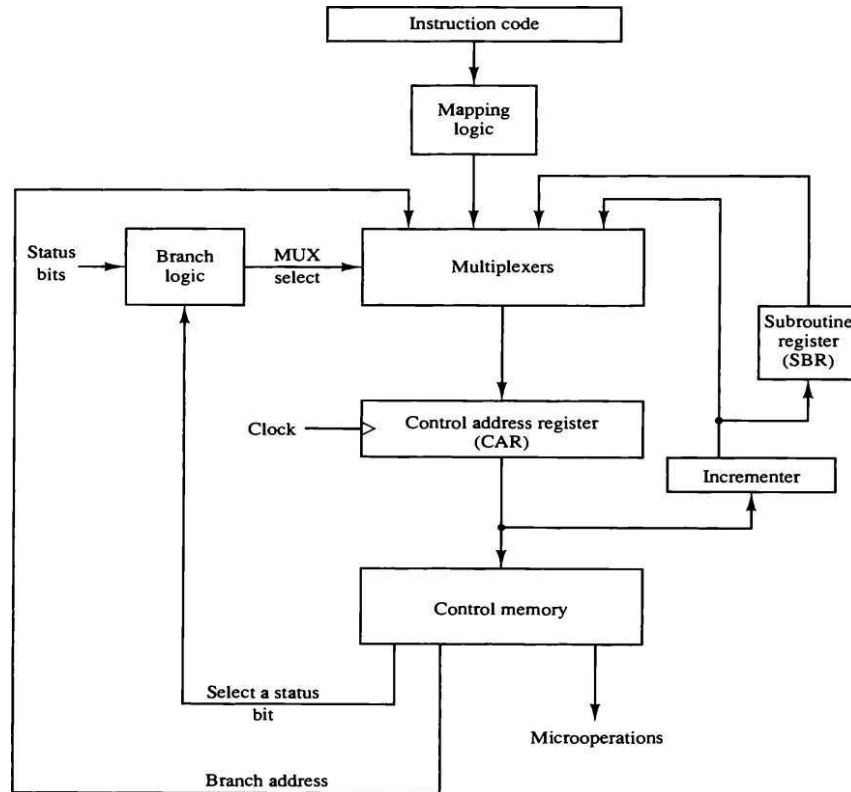 Instruction code
Mapping
logic
Status
bits
Branch
logic
MUX
select
Multiplexers
Subroutine
register
(SBR)
Clock
Control address register
(CAR)
Incrementer
Control memory
Select a status
bit
Microoperations
Branch address